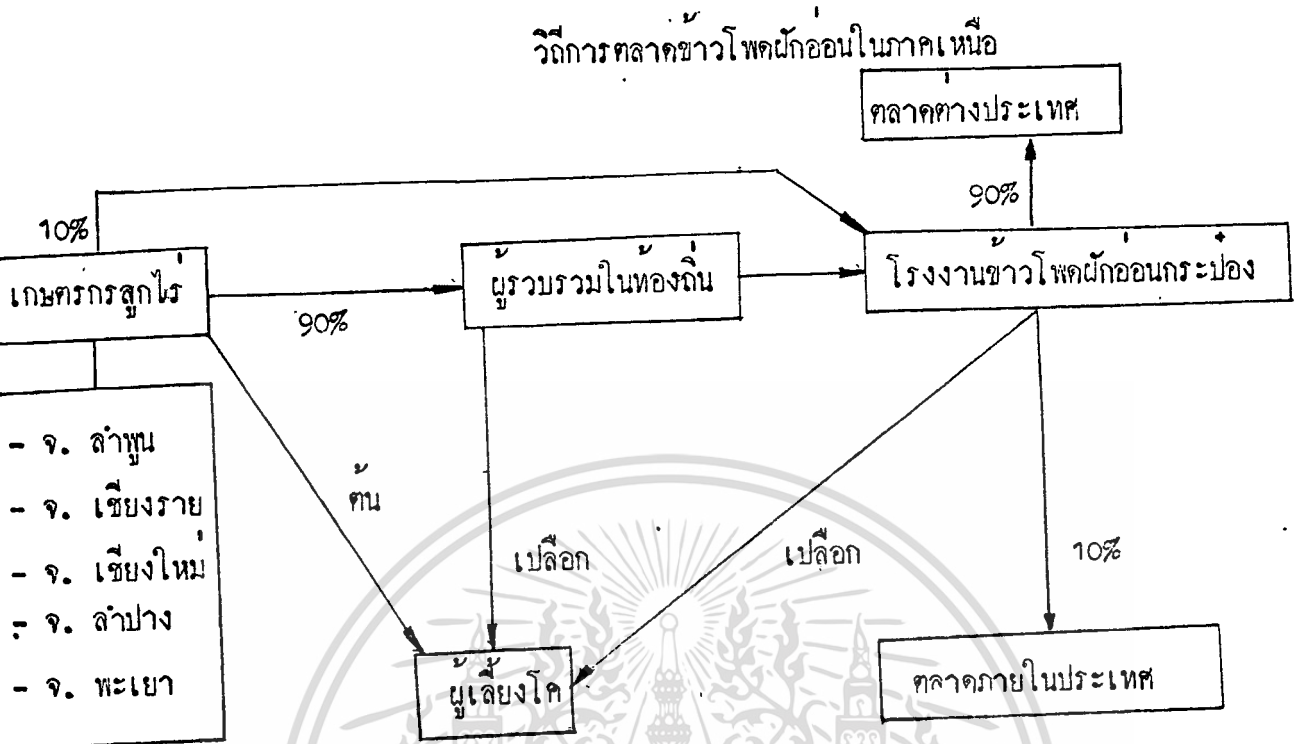 วิถีการตลาดข้าวโพดฝักอ่อนในภาคเหนือ
ตลาดต่างประเทศ
90%
10%
เกษตรกรลูกไร่
90%
ผู้รวบรวมในท้องถิ่น
โรงงานข้าวโพดฝักอ่อนกระป๋อง
- จ. ลำพูน
- จ. เชียงราย
- จ. เชียงใหม่
- จ. ลำปาง
- จ. พะเยา
ต้น
เปลือก
เปลือก
10%
ผู้เลี้ยงโค
ตลาดภายในประเทศ